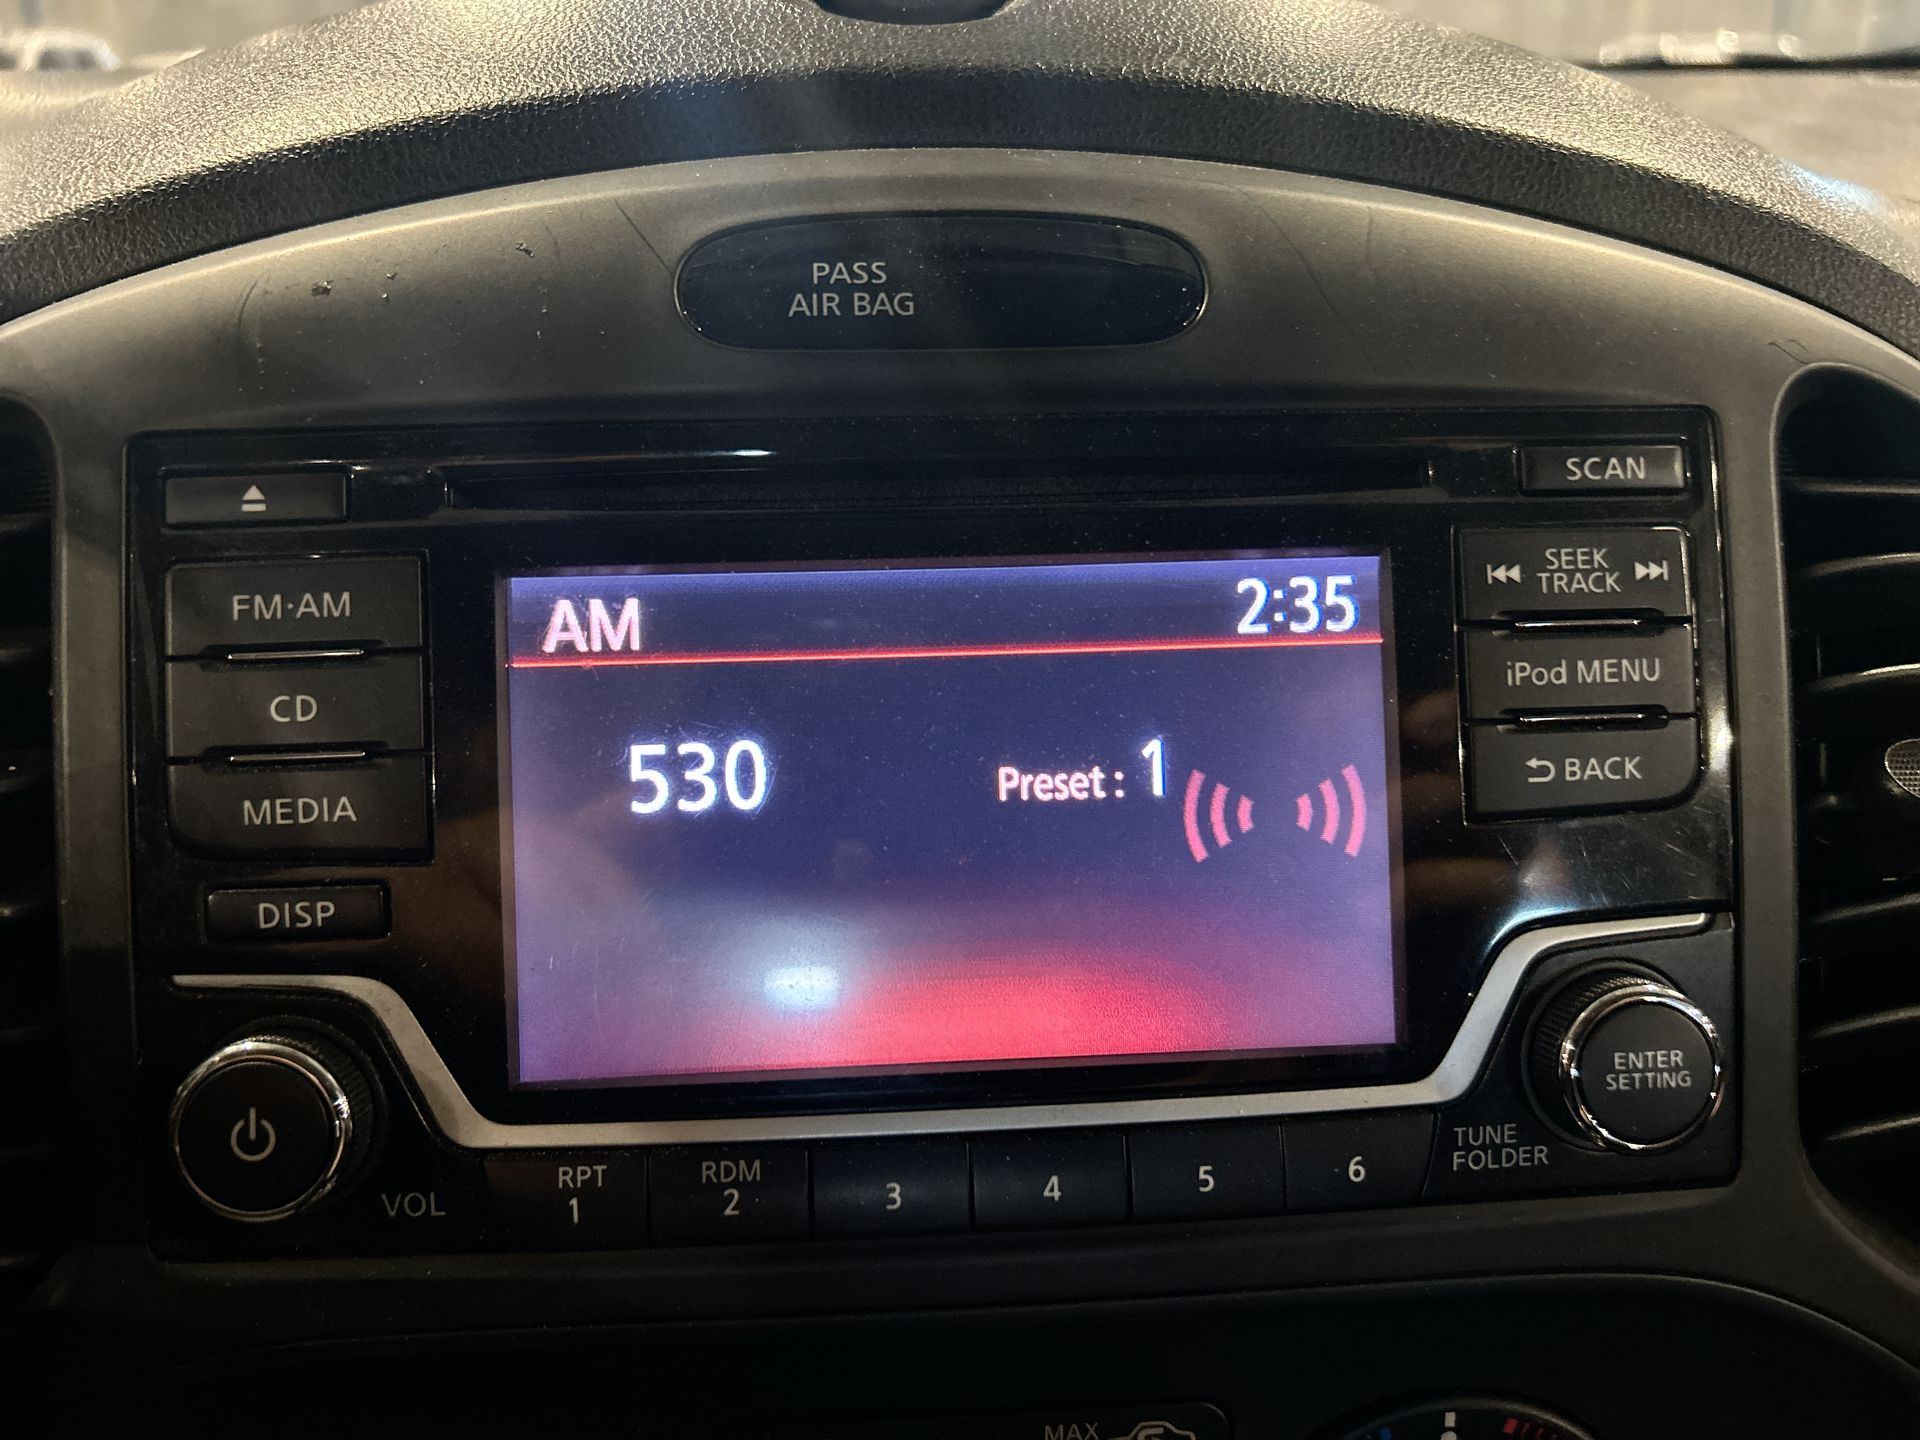 PASS
AIR BAG
SCAN
FM·AM
CD
MEDIA
DISP
AM 2:35
530 Preset : 1
SEEK
TRACK
iPod MENU
BACK
VOL
RPT
1
RDM
2
3
4
5
6
TUNE
FOLDER
ENTER
SETTING
MAX